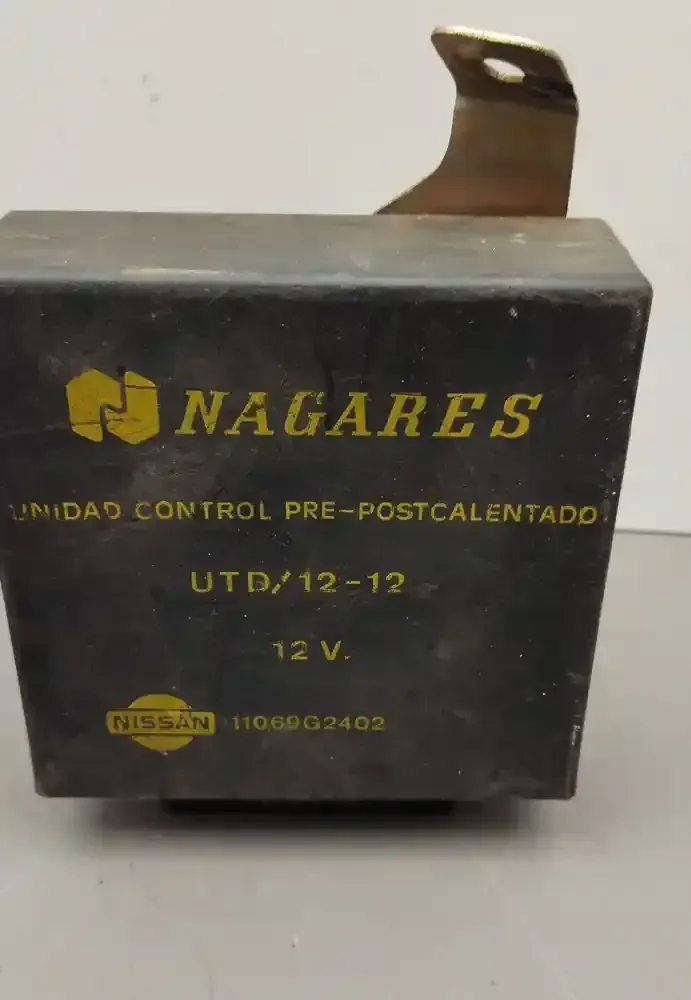 NAGARES
UNIDAD CONTROL PRE-POSTCALENTADO
UTD/12-12
12 V.
NISSAN 11069G2402